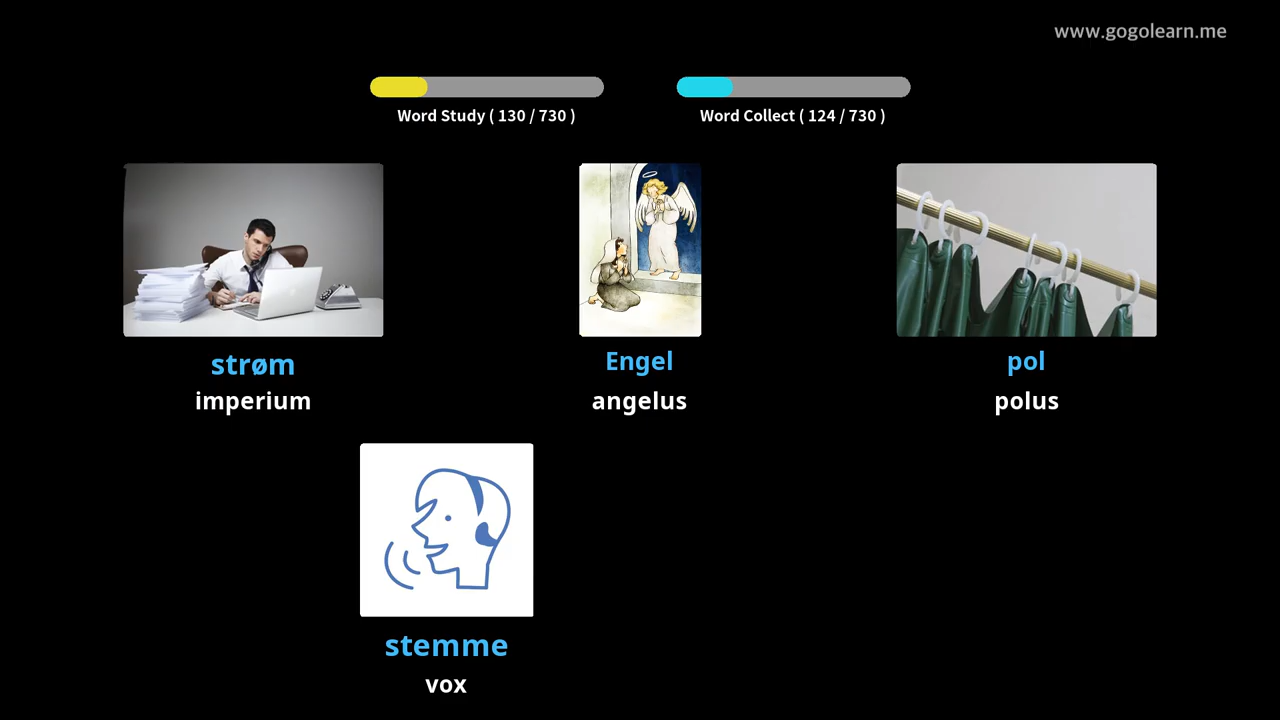 www.gogolearn.me
Word Study ( 130 / 730 )
Word Collect ( 124 / 730 )
strøm
imperium
Engel
angelus
pol
polus
stemme
vox